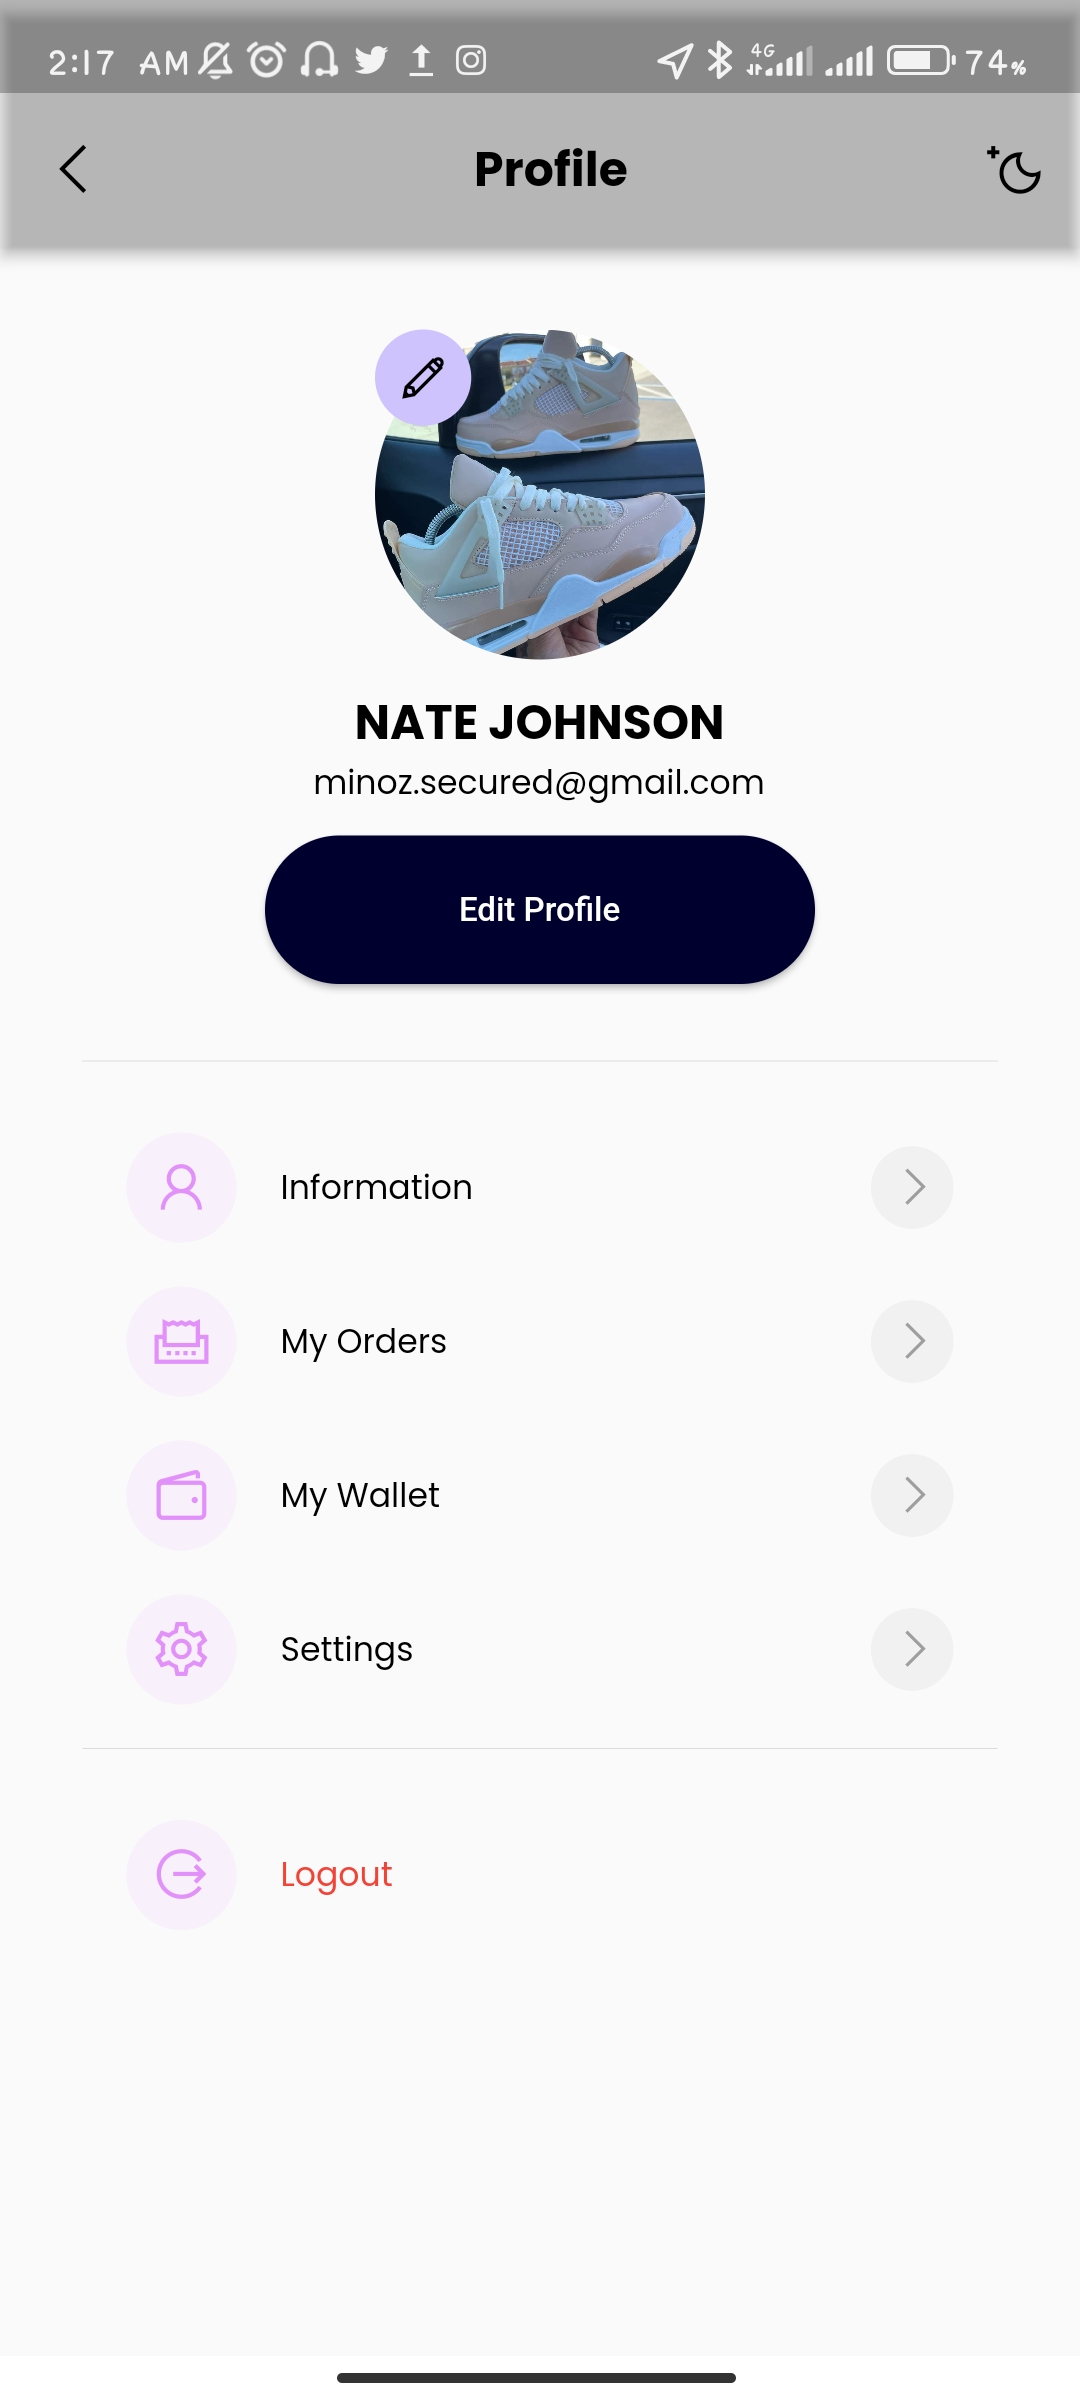 2:17 AM 4G 74%
Profile
NATE JOHNSON
minoz.secured@gmail.com
Edit Profile
Information
My Orders
My Wallet
Settings
Logout